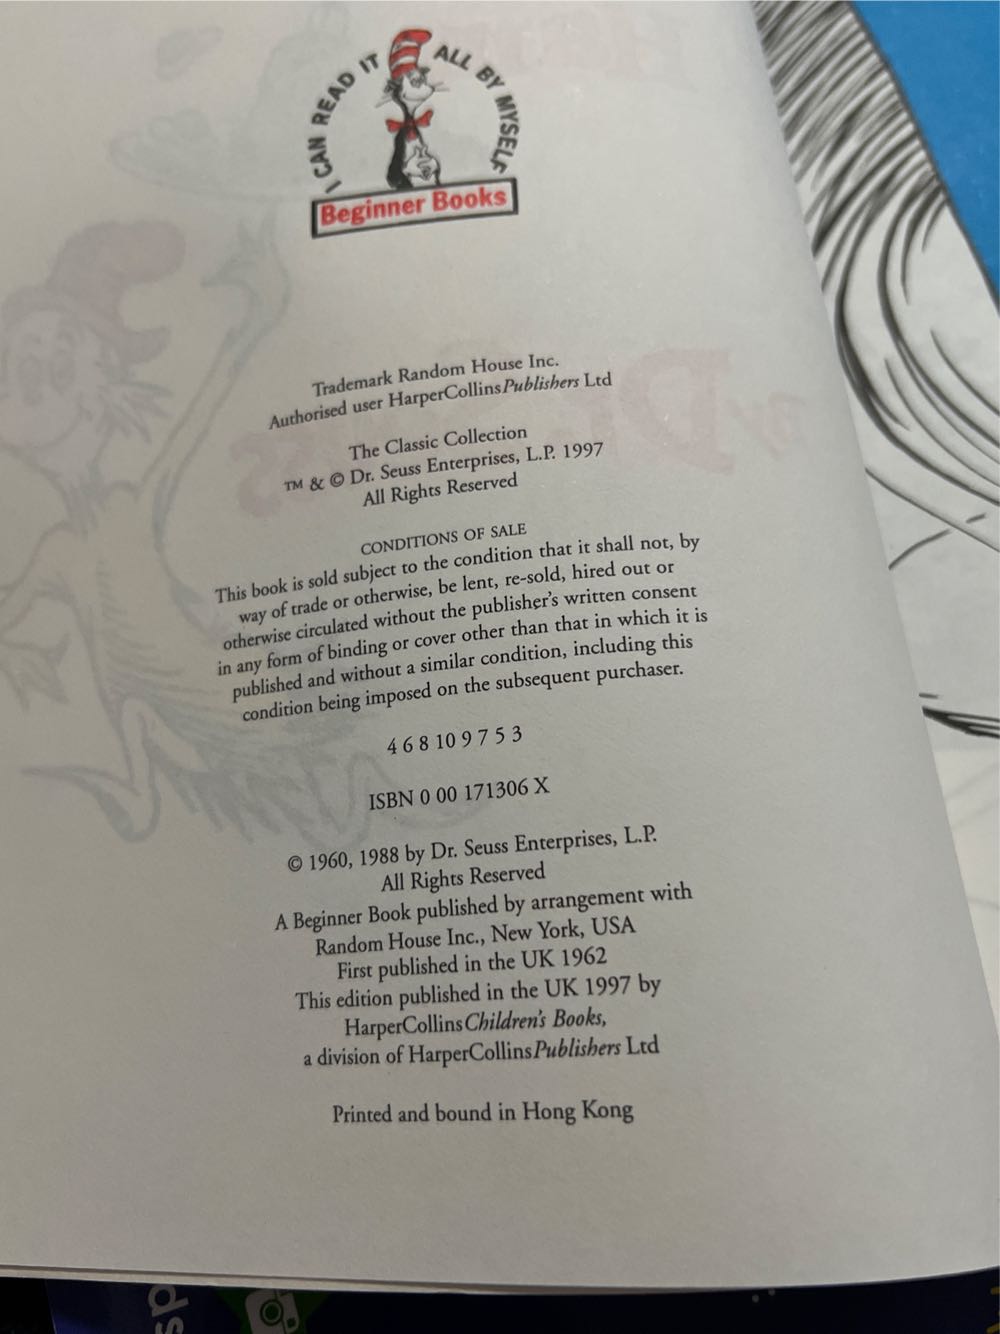 I CAN READ IT ALL BY MYSELF
Beginner Books
Trademark Random House Inc.
Authorised user HarperCollinsPublishers Ltd
The Classic Collection
™ & © Dr. Seuss Enterprises, L.P. 1997
All Rights Reserved
CONDITIONS OF SALE
This book is sold subject to the condition that it shall not, by
way of trade or otherwise, be lent, re-sold, hired out or
otherwise circulated without the publisher's written consent
in any form of binding or cover other than that in which it is
published and without a similar condition, including this
condition being imposed on the subsequent purchaser.
4 6 8 10 9 7 5 3
ISBN 0 00 171306 X
© 1960, 1988 by Dr. Seuss Enterprises, L.P.
All Rights Reserved
A Beginner Book published by arrangement with
Random House Inc., New York, USA
First published in the UK 1962
This edition published in the UK 1997 by
HarperCollinsChildren's Books,
a division of HarperCollinsPublishers Ltd
Printed and bound in Hong Kong